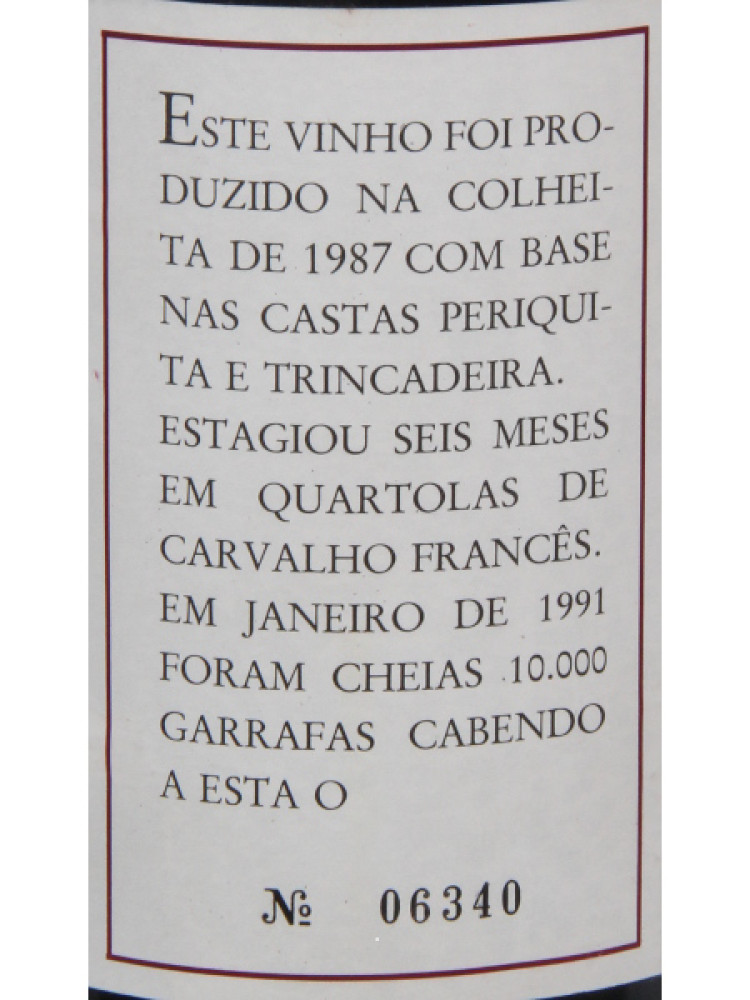 ESTE VINHO FOI PRO-
DUZIDO NA COLHEI-
TA DE 1987 COM BASE
NAS CASTAS PERIQUI-
TA E TRINCADEIRA.
ESTAGIOU SEIS MESES
EM QUARTOLAS DE
CARVALHO FRANCÊS.
EM JANEIRO DE 1991
FORAM CHEIAS 10.000
GARRAFAS CABENDO
A ESTA O
Nº 06340